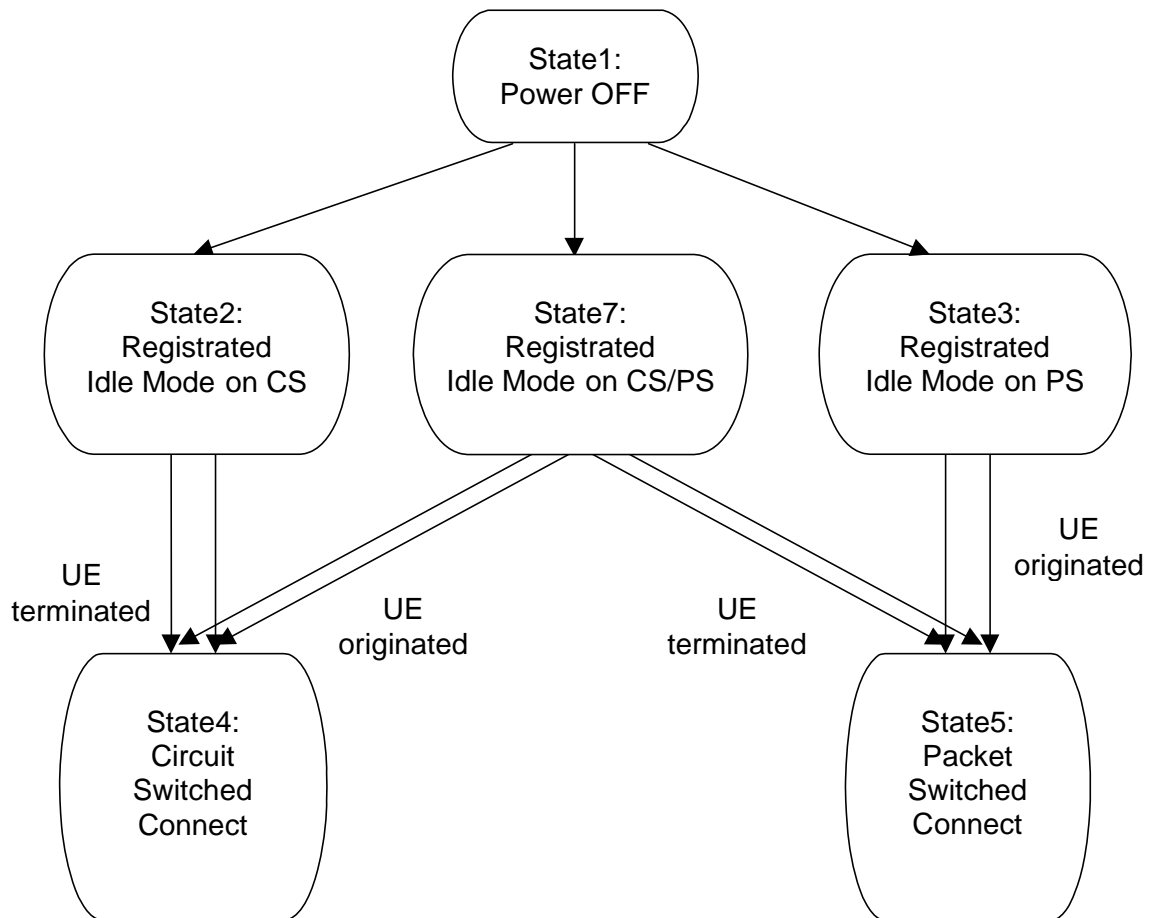 State1:
Power OFF
State2:
Registrated
Idle Mode on CS
State7:
Registrated
Idle Mode on CS/PS
State3:
Registrated
Idle Mode on PS
UE
terminated
UE
originated
UE
terminated
UE
originated
State4:
Circuit
Switched
Connect
State5:
Packet
Switched
Connect